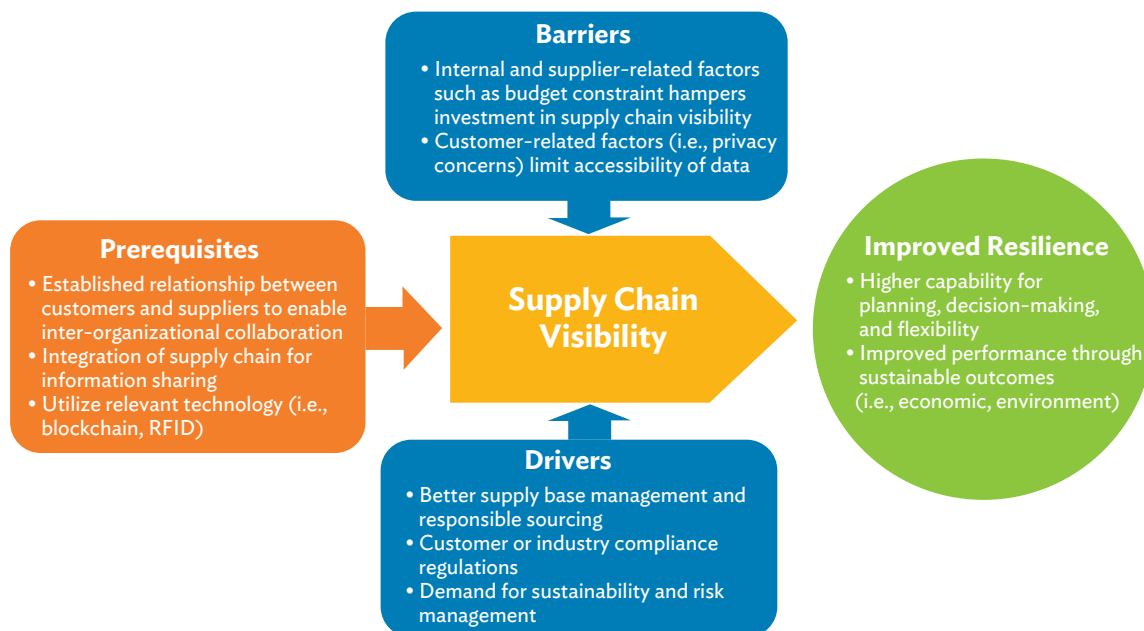 Barriers
• Internal and supplier-related factors
such as budget constraint hampers
investment in supply chain visibility
• Customer-related factors (i.e., privacy
concerns) limit accessibility of data
Prerequisites
• Established relationship between
customers and suppliers to enable
inter-organizational collaboration
• Integration of supply chain for
information sharing
• Utilize relevant technology (i.e.,
blockchain, RFID)
Supply Chain
Visibility
Improved Resilience
• Higher capability for
planning, decision-making,
and flexibility
• Improved performance through
sustainable outcomes
(i.e., economic, environment)
Drivers
• Better supply base management and
responsible sourcing
• Customer or industry compliance
regulations
• Demand for sustainability and risk
management